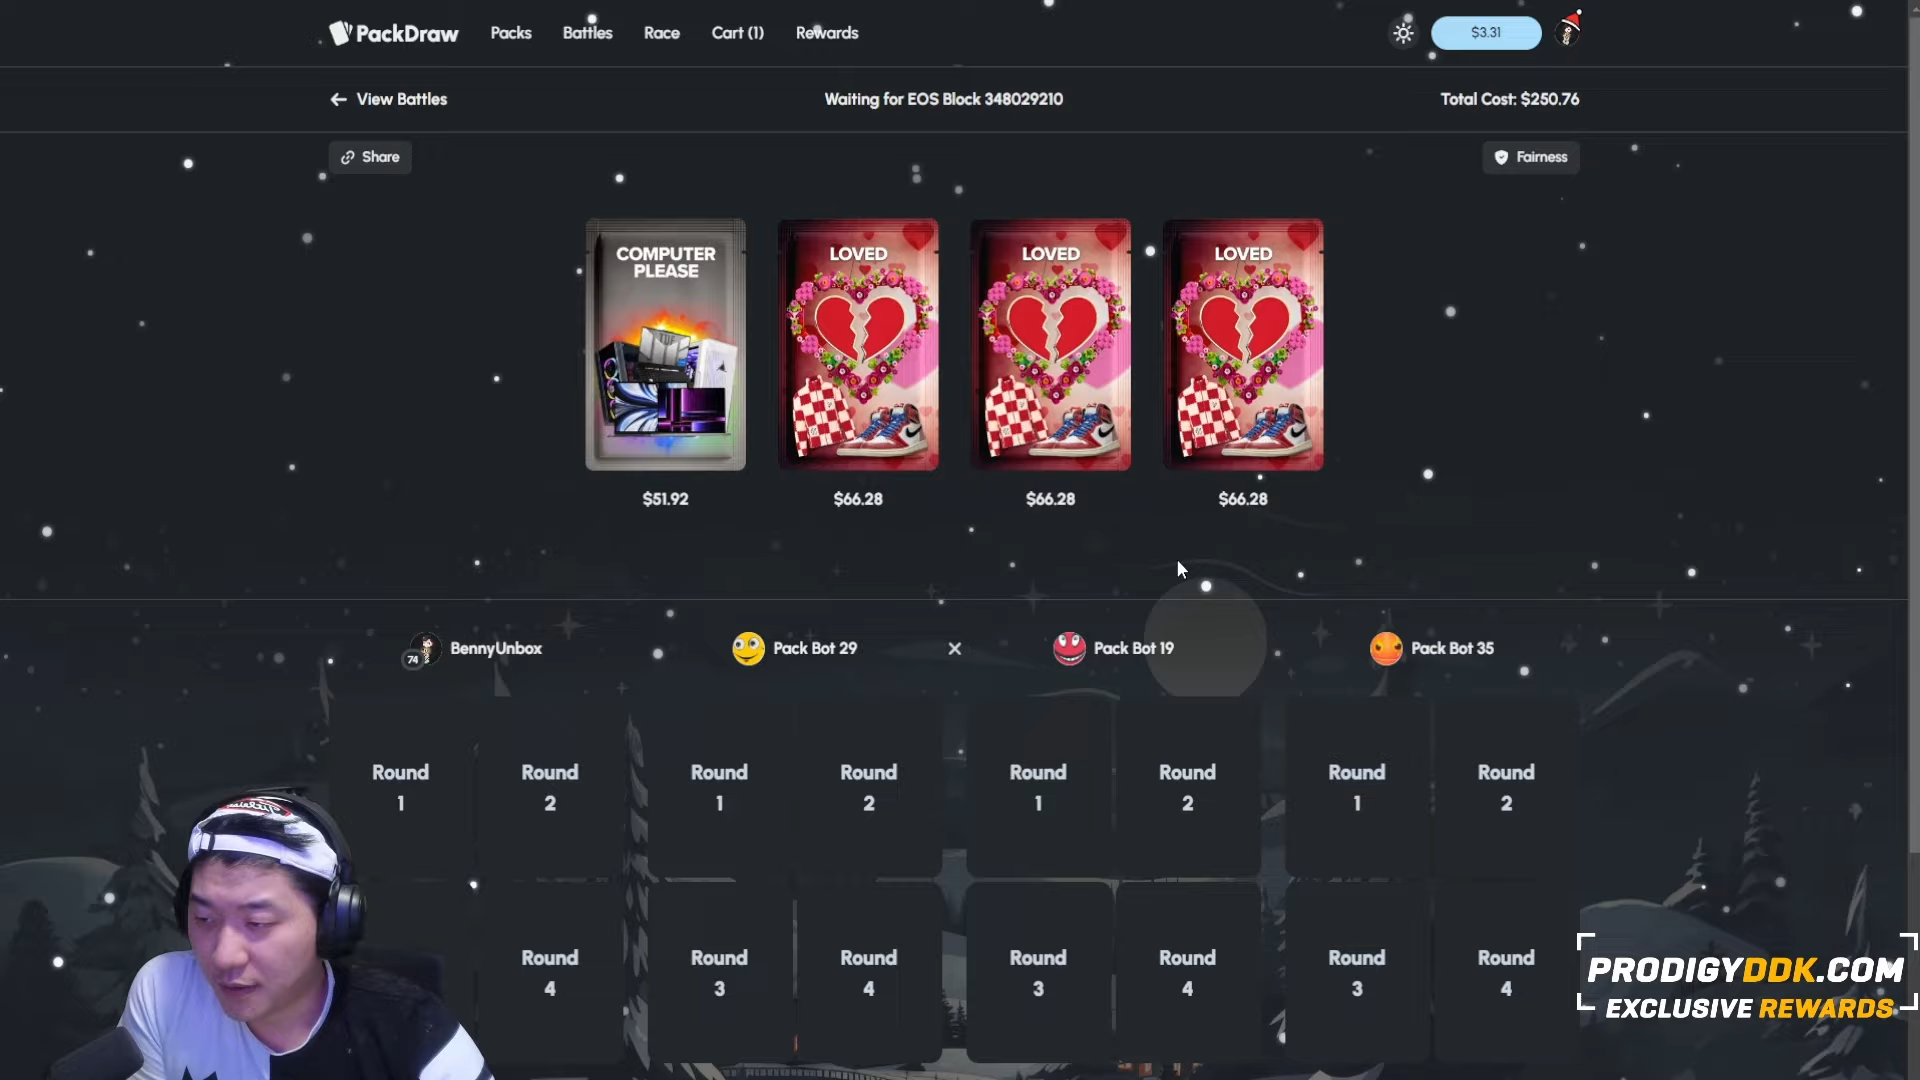 PackDraw
Packs
Battles
Race
Cart (1)
Rewards
$3.31
View Battles
Waiting for EOS Block 348029210
Total Cost: $250.76
Share
Fairness
COMPUTER
PLEASE
LOVED
LOVED
LOVED
$51.92
$66.28
$66.28
$66.28
74
BennyUnbox
Pack Bot 29
Pack Bot 19
Pack Bot 35
Round
1
Round
2
Round
1
Round
2
Round
1
Round
2
Round
1
Round
2
Round
4
Round
3
Round
4
Round
3
Round
4
Round
3
Round
4
PRODIGYDDK.COM
EXCLUSIVE REWARDS